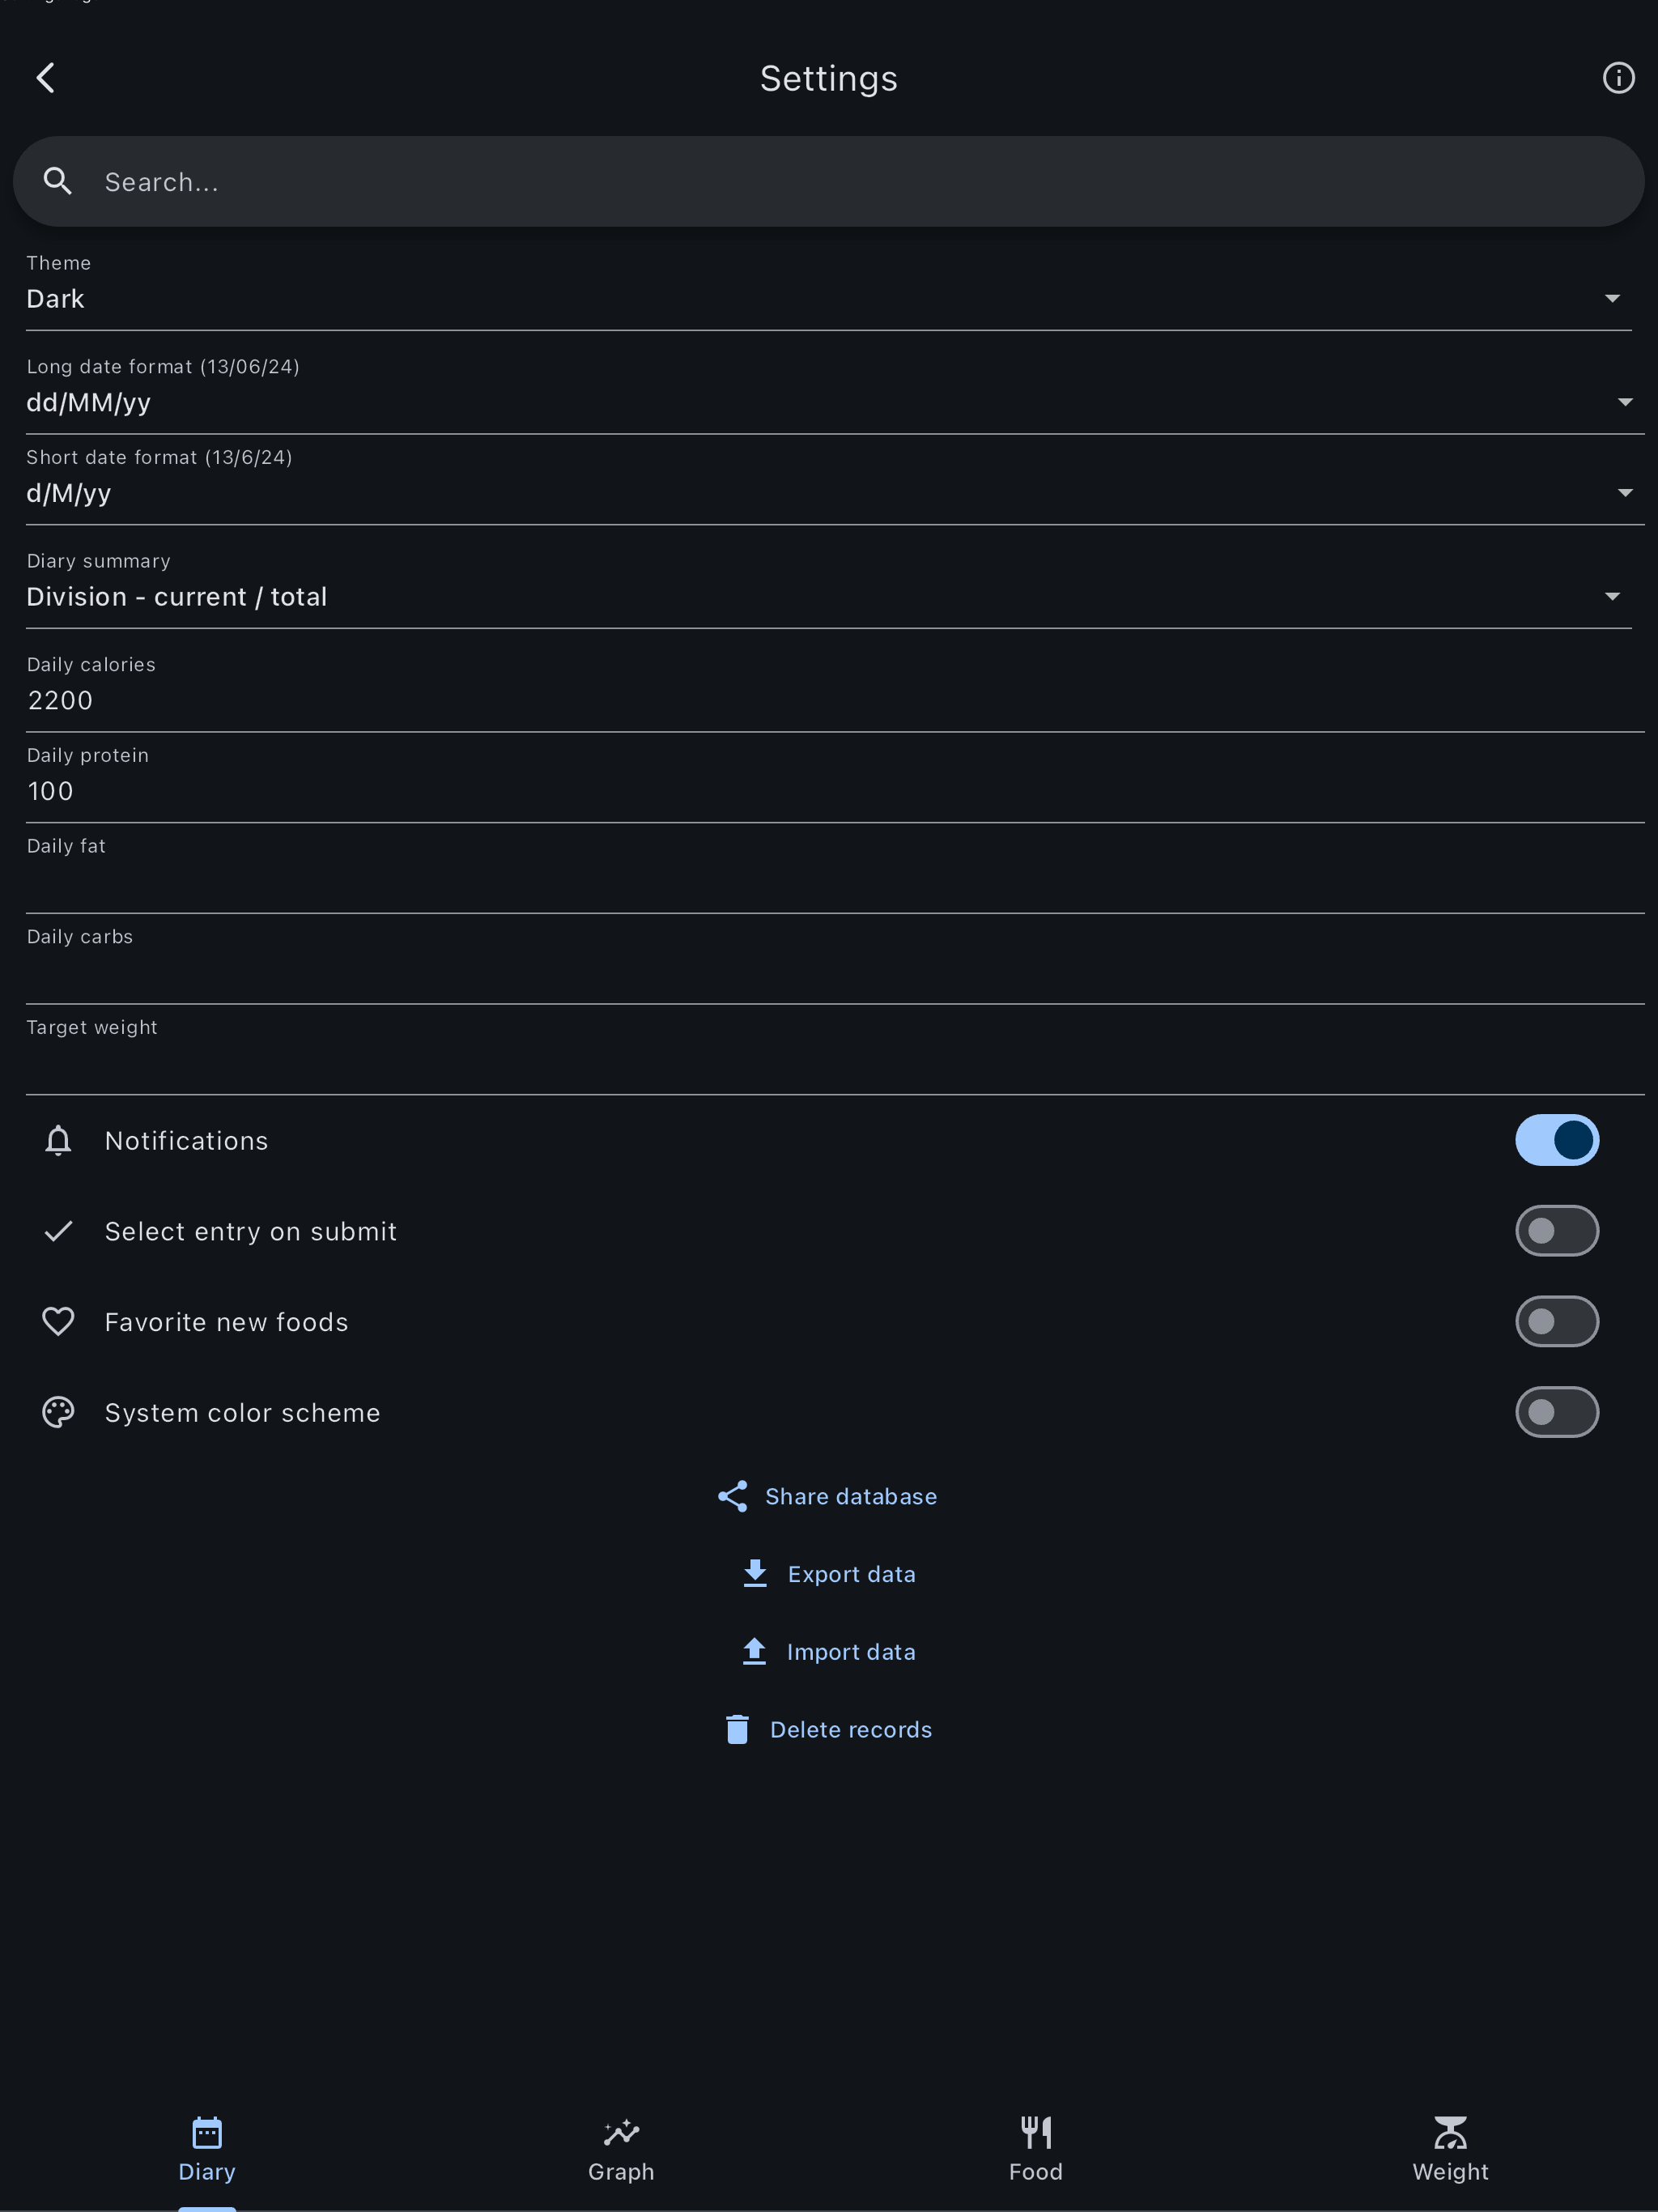 Settings
Search...
Theme
Dark
Long date format (13/06/24)
dd/MM/yy
Short date format (13/6/24)
d/M/yy
Diary summary
Division - current / total
Daily calories
2200
Daily protein
100
Daily fat
Daily carbs
Target weight
Notifications
Select entry on submit
Favorite new foods
System color scheme
Share database
Export data
Import data
Delete records
Diary
Graph
Food
Weight